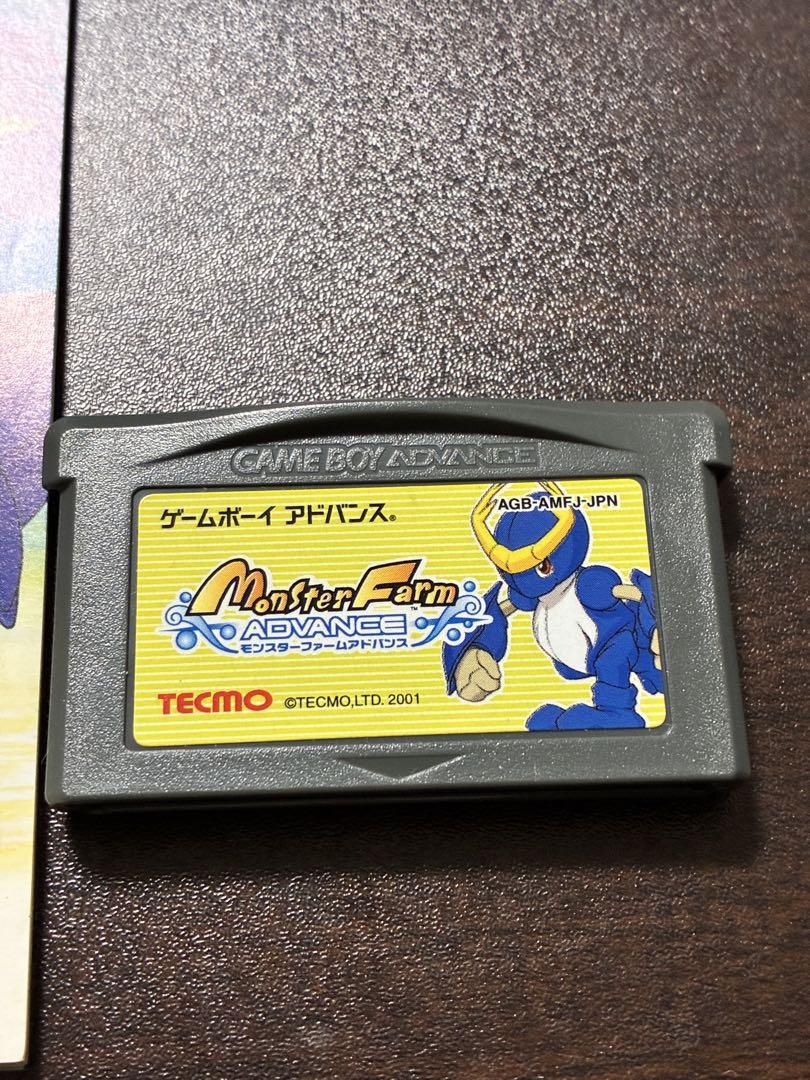 GAME BOY ADVANCE
ゲームボーイ アドバンス®
AGB-AMFJ-JPN
Monster Farm™
ADVANCE
モンスターファームアドバンス
TECMO ©TECMO,LTD. 2001